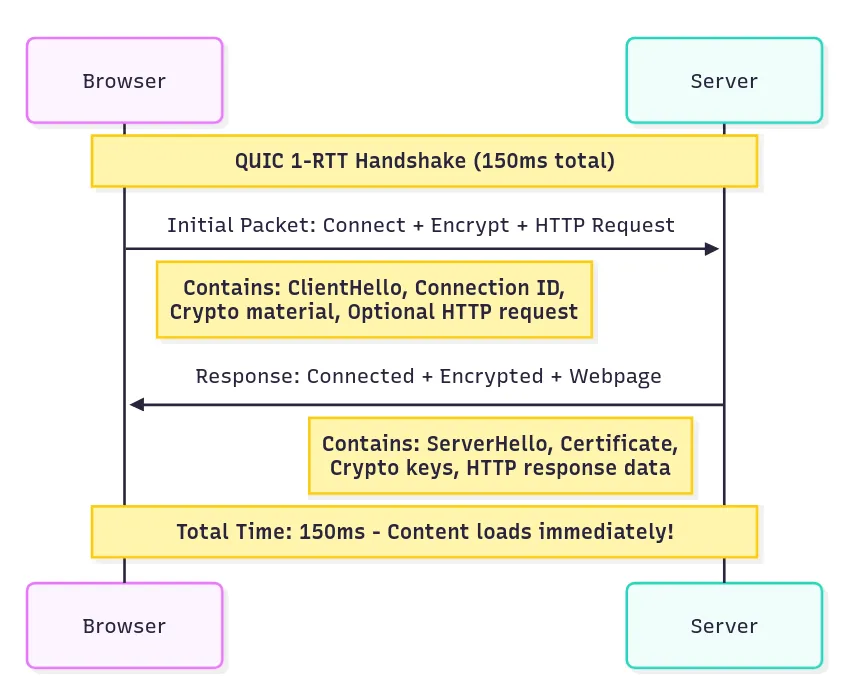 Browser
Server
QUIC 1-RTT Handshake (150ms total)
Initial Packet: Connect + Encrypt + HTTP Request
Contains: ClientHello, Connection ID,
Crypto material, Optional HTTP request
Response: Connected + Encrypted + Webpage
Contains: ServerHello, Certificate,
Crypto keys, HTTP response data
Total Time: 150ms - Content loads immediately!
Browser
Server